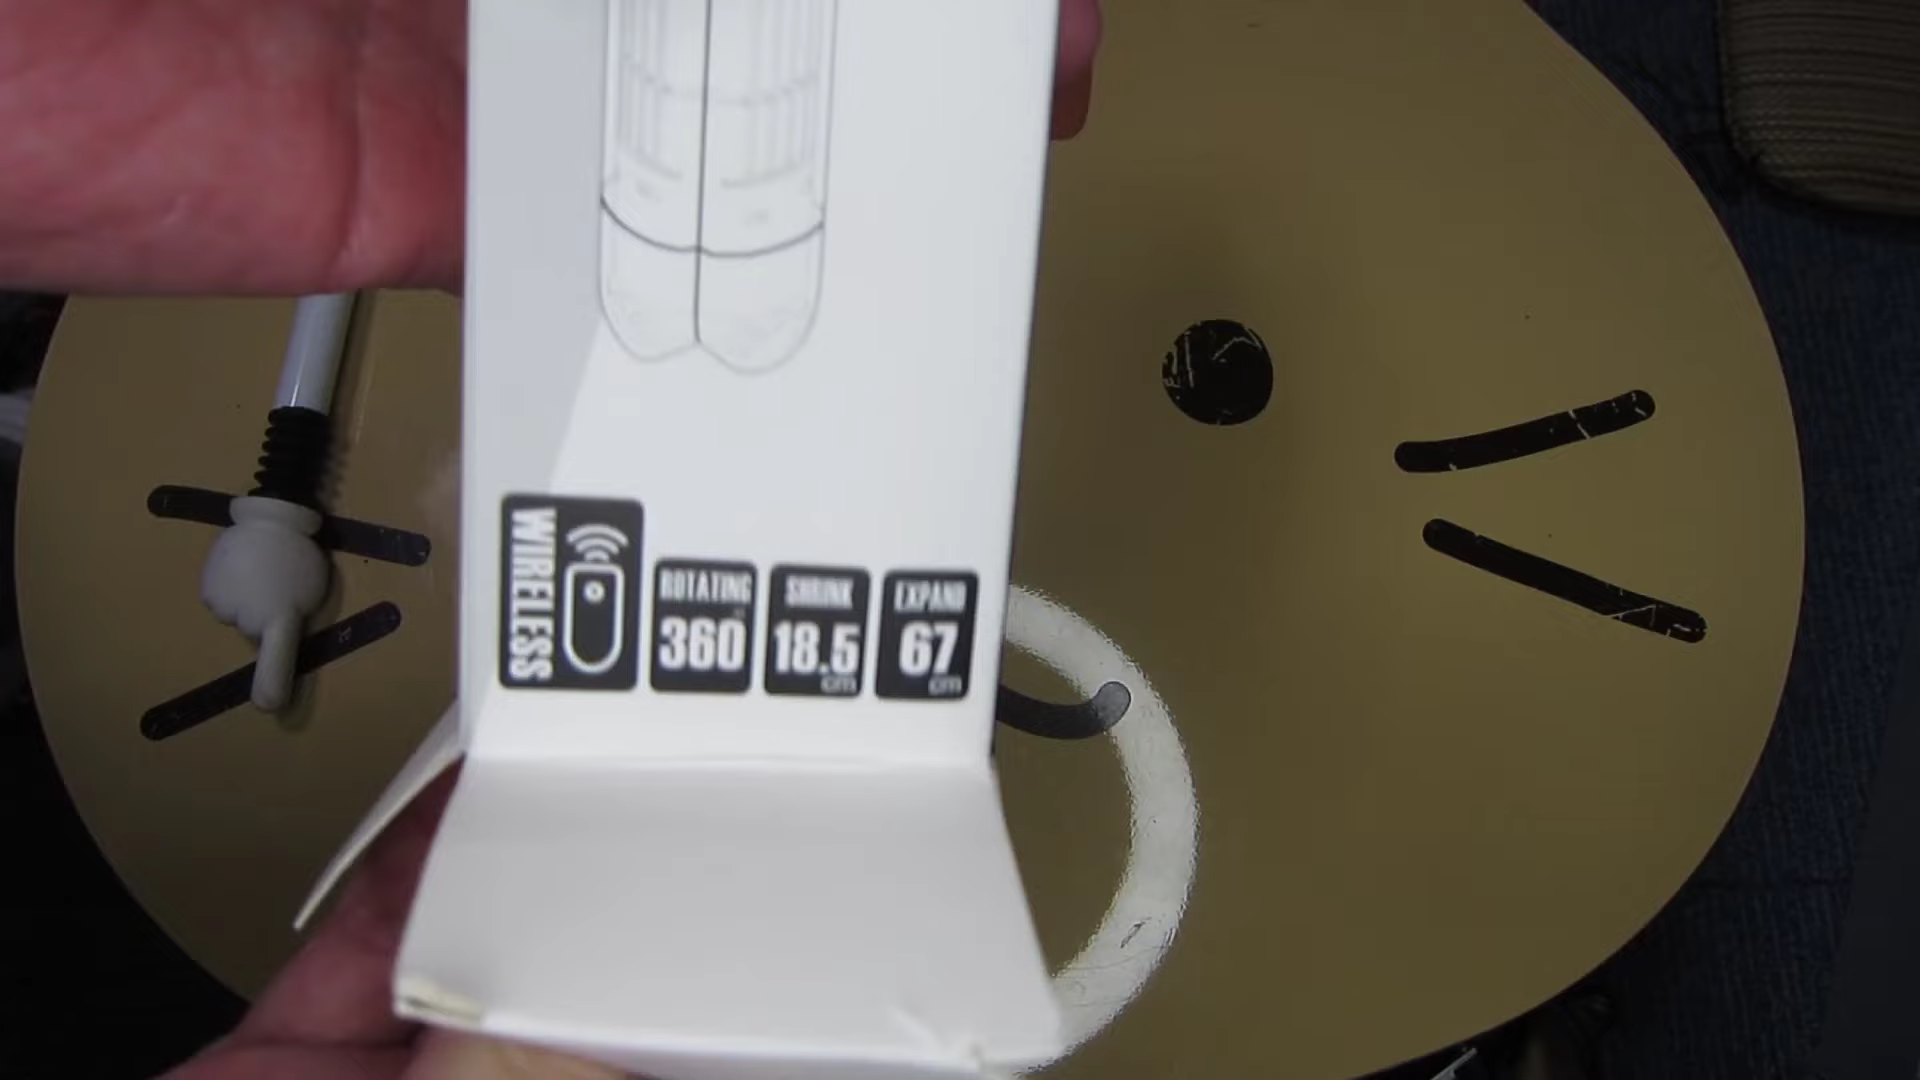 WIRELESS
ROTATING
360
SHRINK
18.5
cm
EXPAND
67
cm